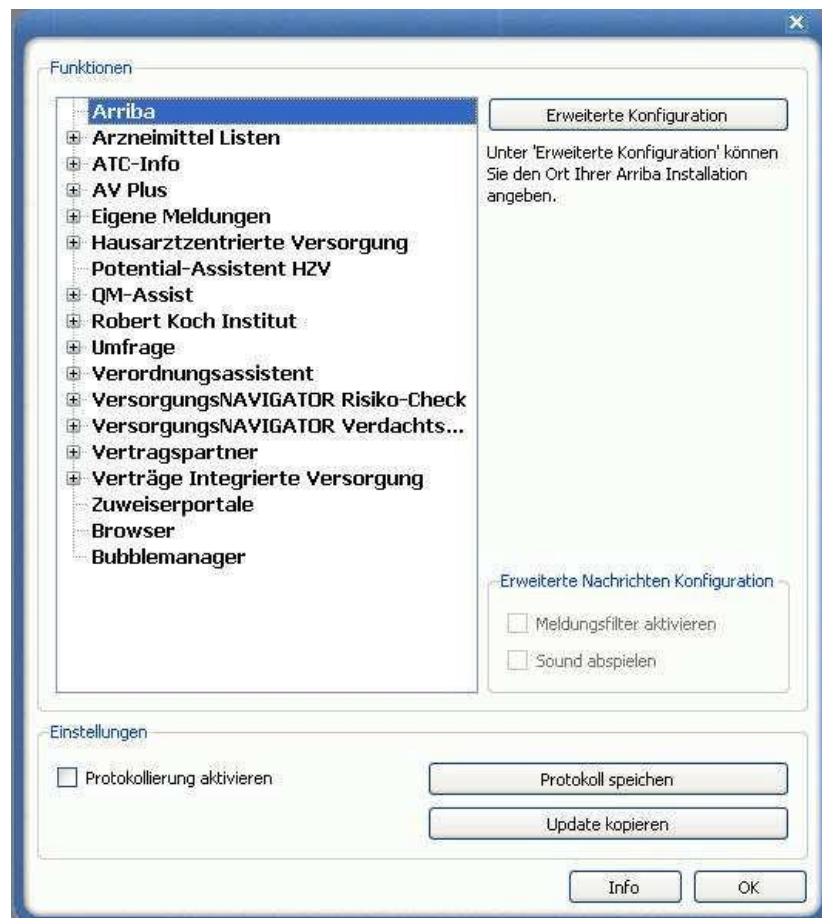 Funktionen
Arriba
Arzneimittel Listen
ATC-Info
AV Plus
Eigene Meldungen
Hausarztzentrierte Versorgung
Potential-Assistent HZV
QM-Assist
Robert Koch Institut
Umfrage
Verordnungsassistent
VersorgungsNAVIGATOR Risiko-Check
VersorgungsNAVIGATOR Verdachts...
Vertragspartner
Verträge Integrierte Versorgung
Zuweiserportale
Browser
Bubblemanager
Erweiterte Konfiguration
Unter 'Erweiterte Konfiguration' können
Sie den Ort Ihrer Arriba Installation
angeben.
Erweiterte Nachrichten Konfiguration
Meldungsfilter aktivieren
Sound abspielen
Einstellungen
Protokollierung aktivieren
Protokoll speichen
Update kopieren
Info
OK